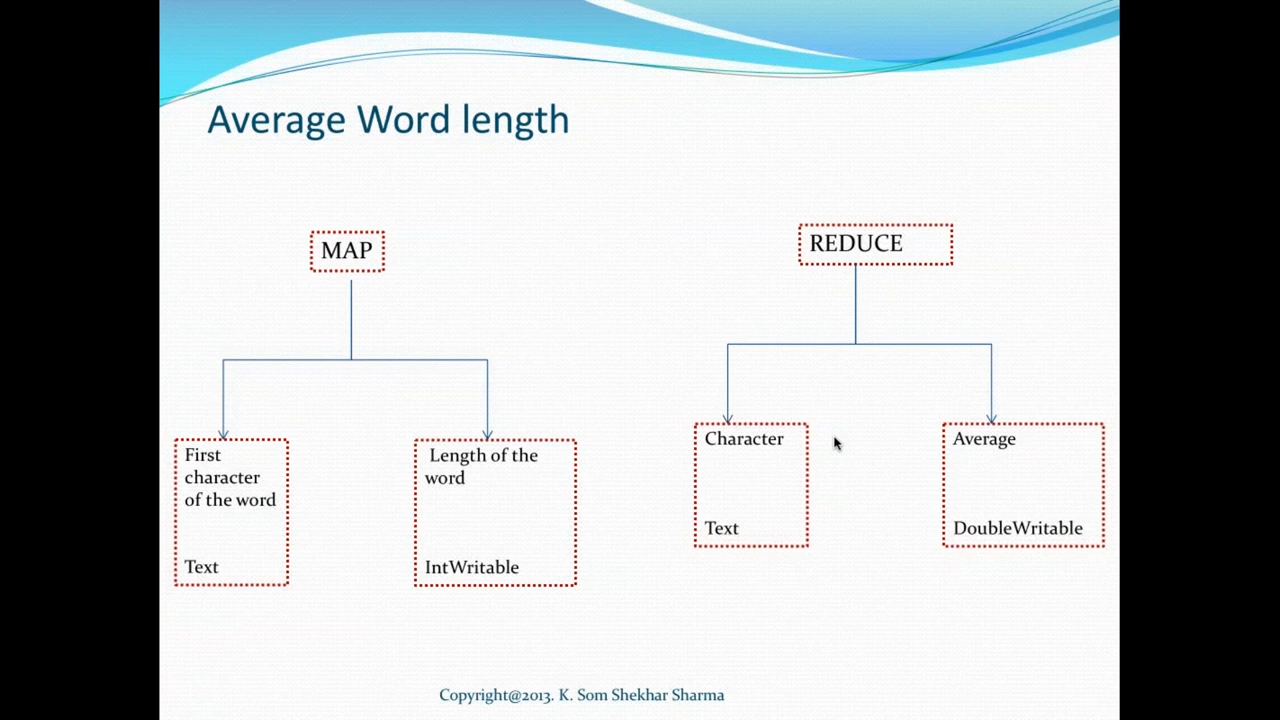 Average Word length
MAP
REDUCE
First
character
of the word
Text
Length of the
word
IntWritable
Character
Text
Average
DoubleWritable
Copyright@2013. K. Som Shekhar Sharma